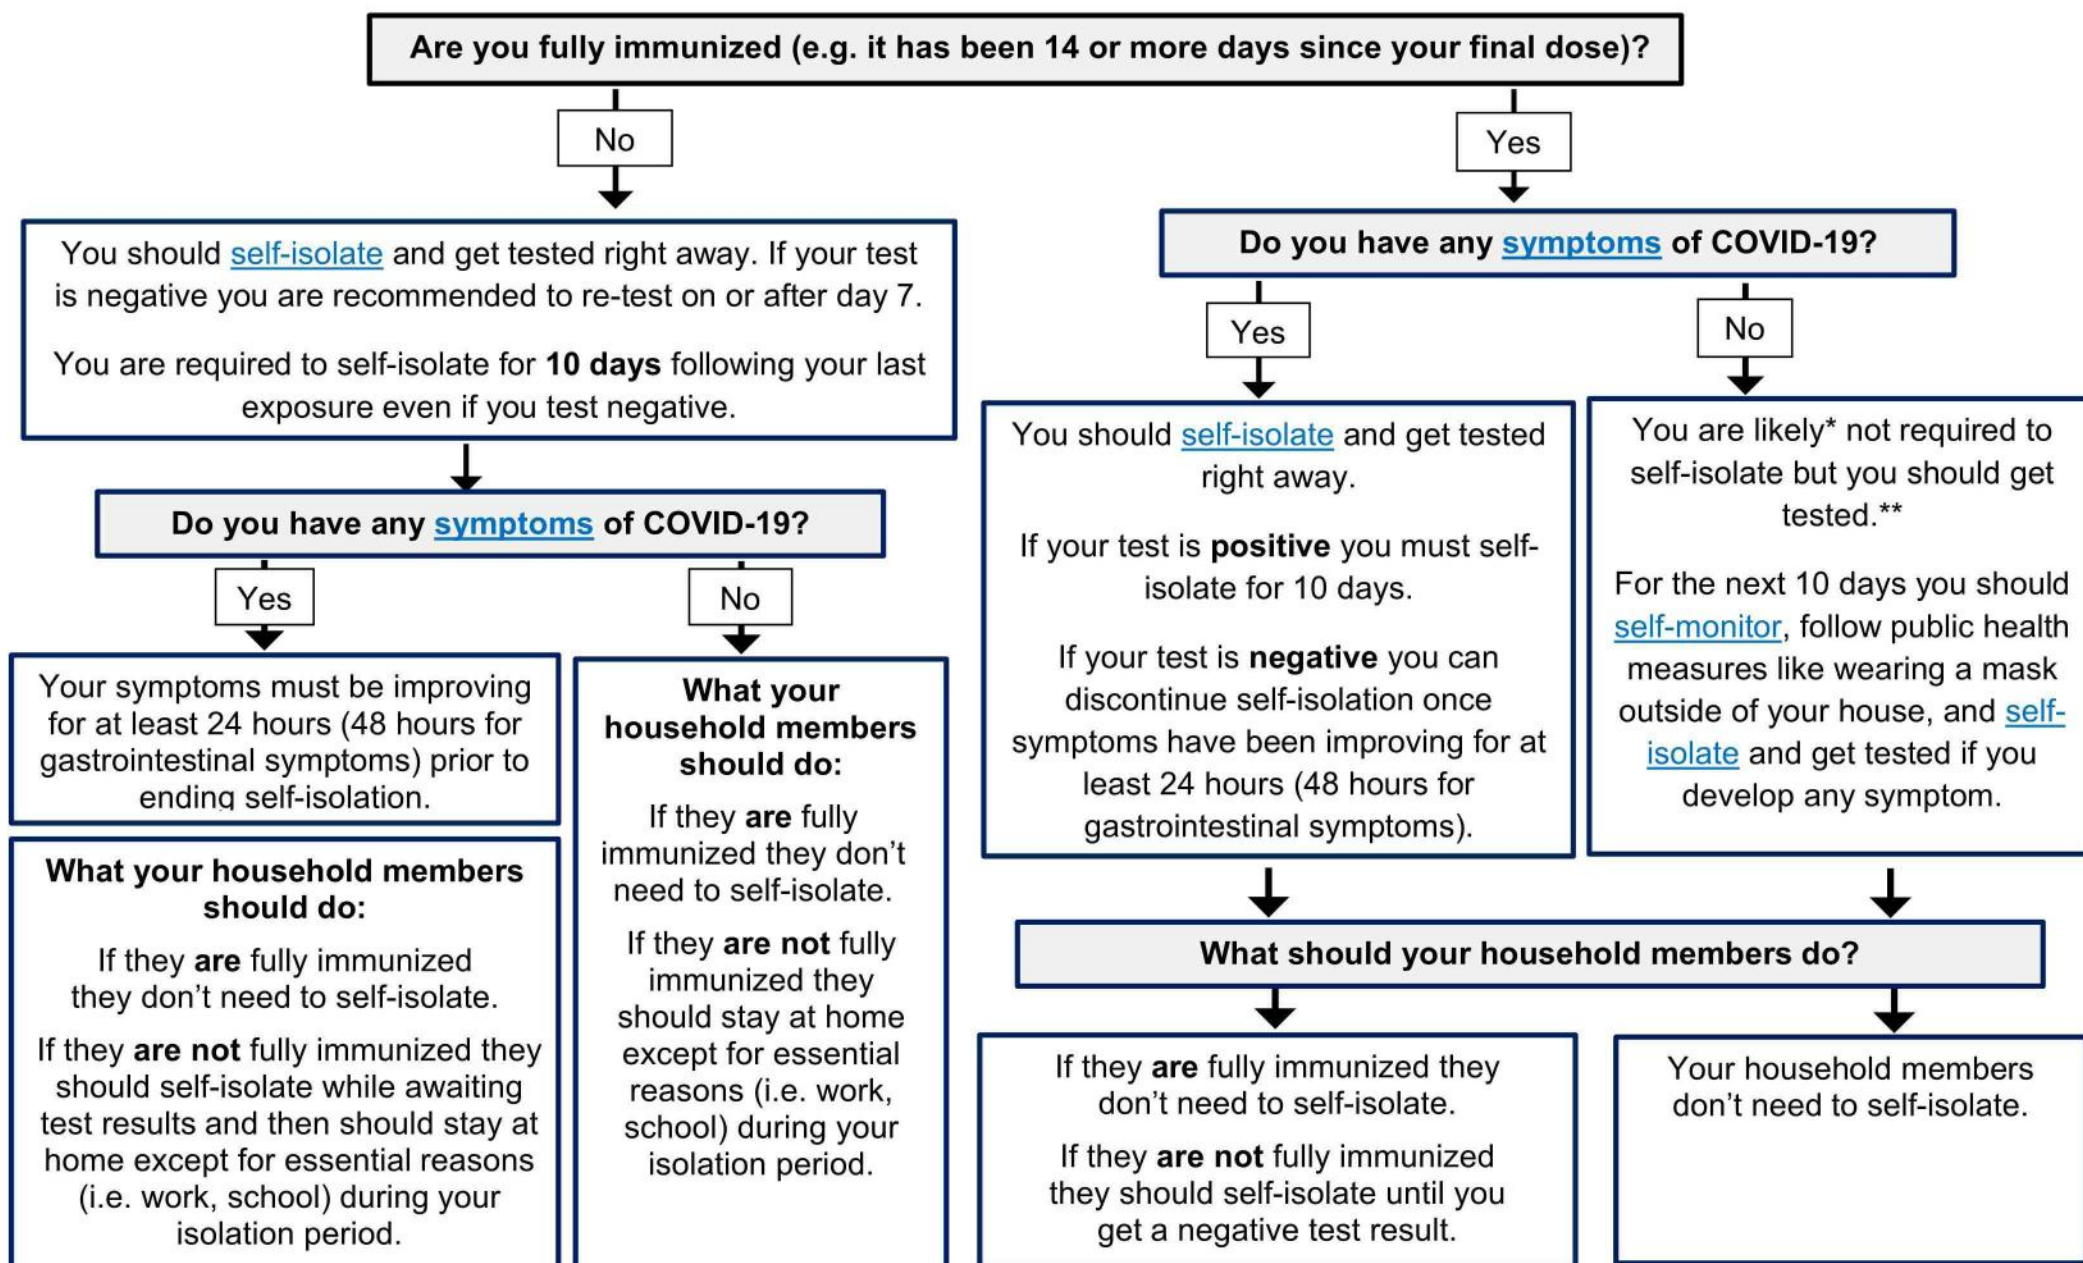 Are you fully immunized (e.g. it has been 14 or more days since your final dose)?
No
You should self-isolate and get tested right away. If your test
is negative you are recommended to re-test on or after day 7.
You are required to self-isolate for 10 days following your last
exposure even if you test negative.
Do you have any symptoms of COVID-19?
Yes
Your symptoms must be improving
for at least 24 hours (48 hours for
gastrointestinal symptoms) prior to
ending self-isolation.
What your household members
should do:
If they are fully immunized
they don't need to self-isolate.
If they are not fully immunized they
should self-isolate while awaiting
test results and then should stay at
home except for essential reasons
(i.e. work, school) during your
isolation period.
No
What your
household members
should do:
If they are fully
immunized they don't
need to self-isolate.
If they are not fully
immunized they
should stay at home
except for essential
reasons (i.e. work,
school) during your
isolation period.
Yes
Do you have any symptoms of COVID-19?
Yes
You should self-isolate and get tested
right away.
If your test is positive you must self-
isolate for 10 days.
If your test is negative you can
discontinue self-isolation once
symptoms have been improving for at
least 24 hours (48 hours for
gastrointestinal symptoms).
No
You are likely* not required to
self-isolate but you should get
tested.**
For the next 10 days you should
self-monitor, follow public health
measures like wearing a mask
outside of your house, and self-
isolate and get tested if you
develop any symptom.
What should your household members do?
If they are fully immunized they
don't need to self-isolate.
If they are not fully immunized
they should self-isolate until you
get a negative test result.
Your household members
don't need to self-isolate.